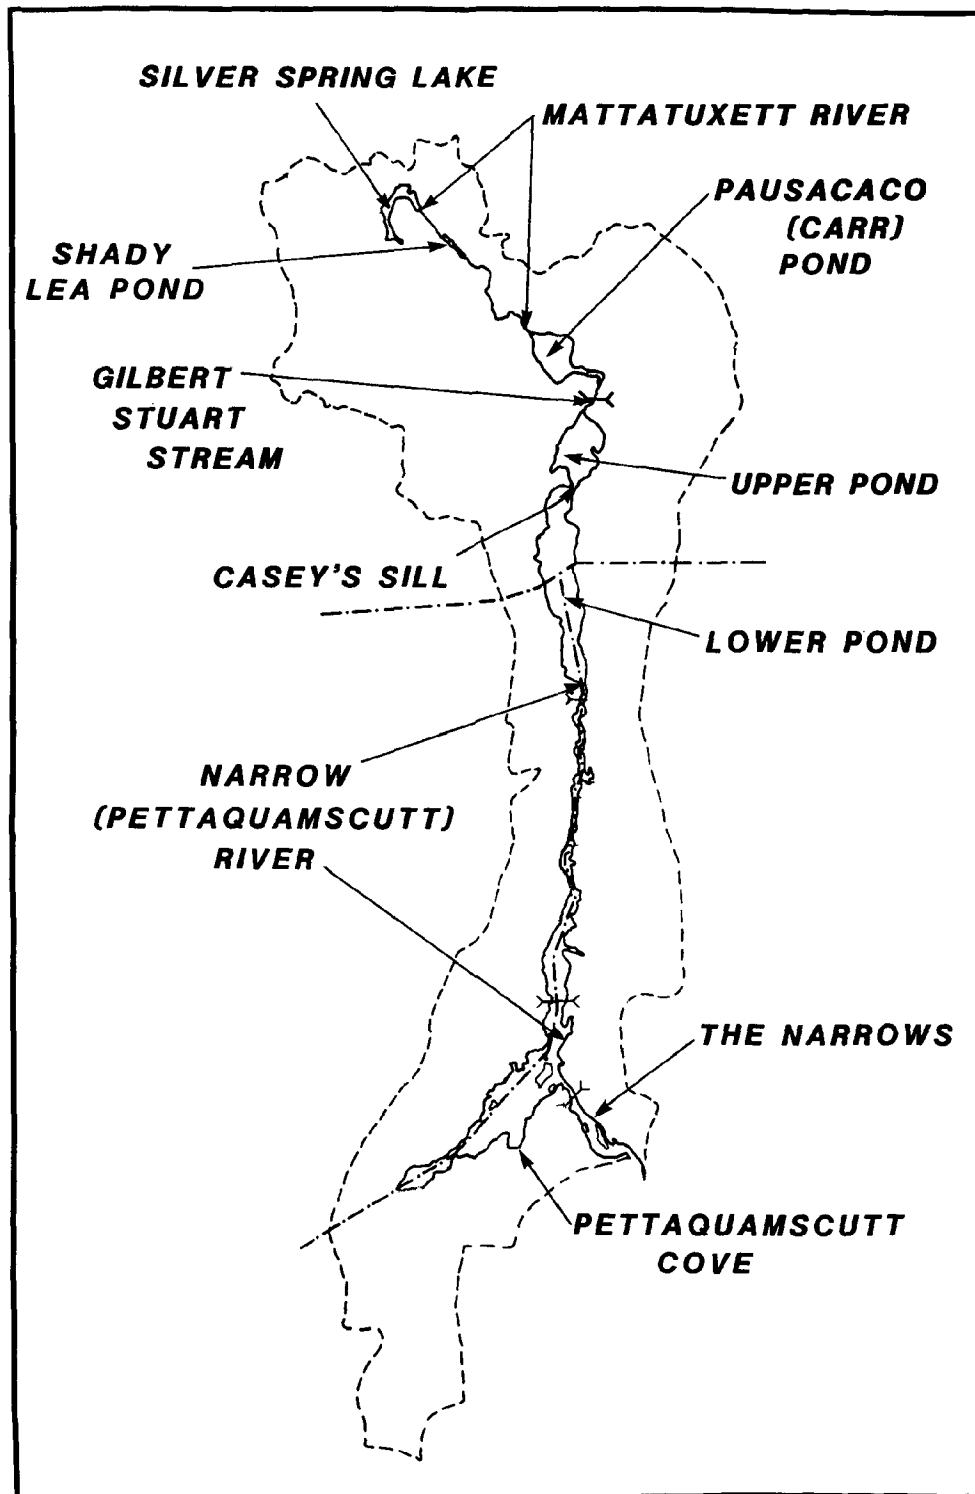 SILVER SPRING LAKE
MATTATUXETT RIVER
PAUSACACO
(CARR)
POND
SHADY
LEA POND
GILBERT
STUART
STREAM
UPPER POND
CASEY'S SILL
LOWER POND
NARROW
(PETTAQUAMSCUTT)
RIVER
THE NARROWS
PETTAQUAMSCUTT
COVE